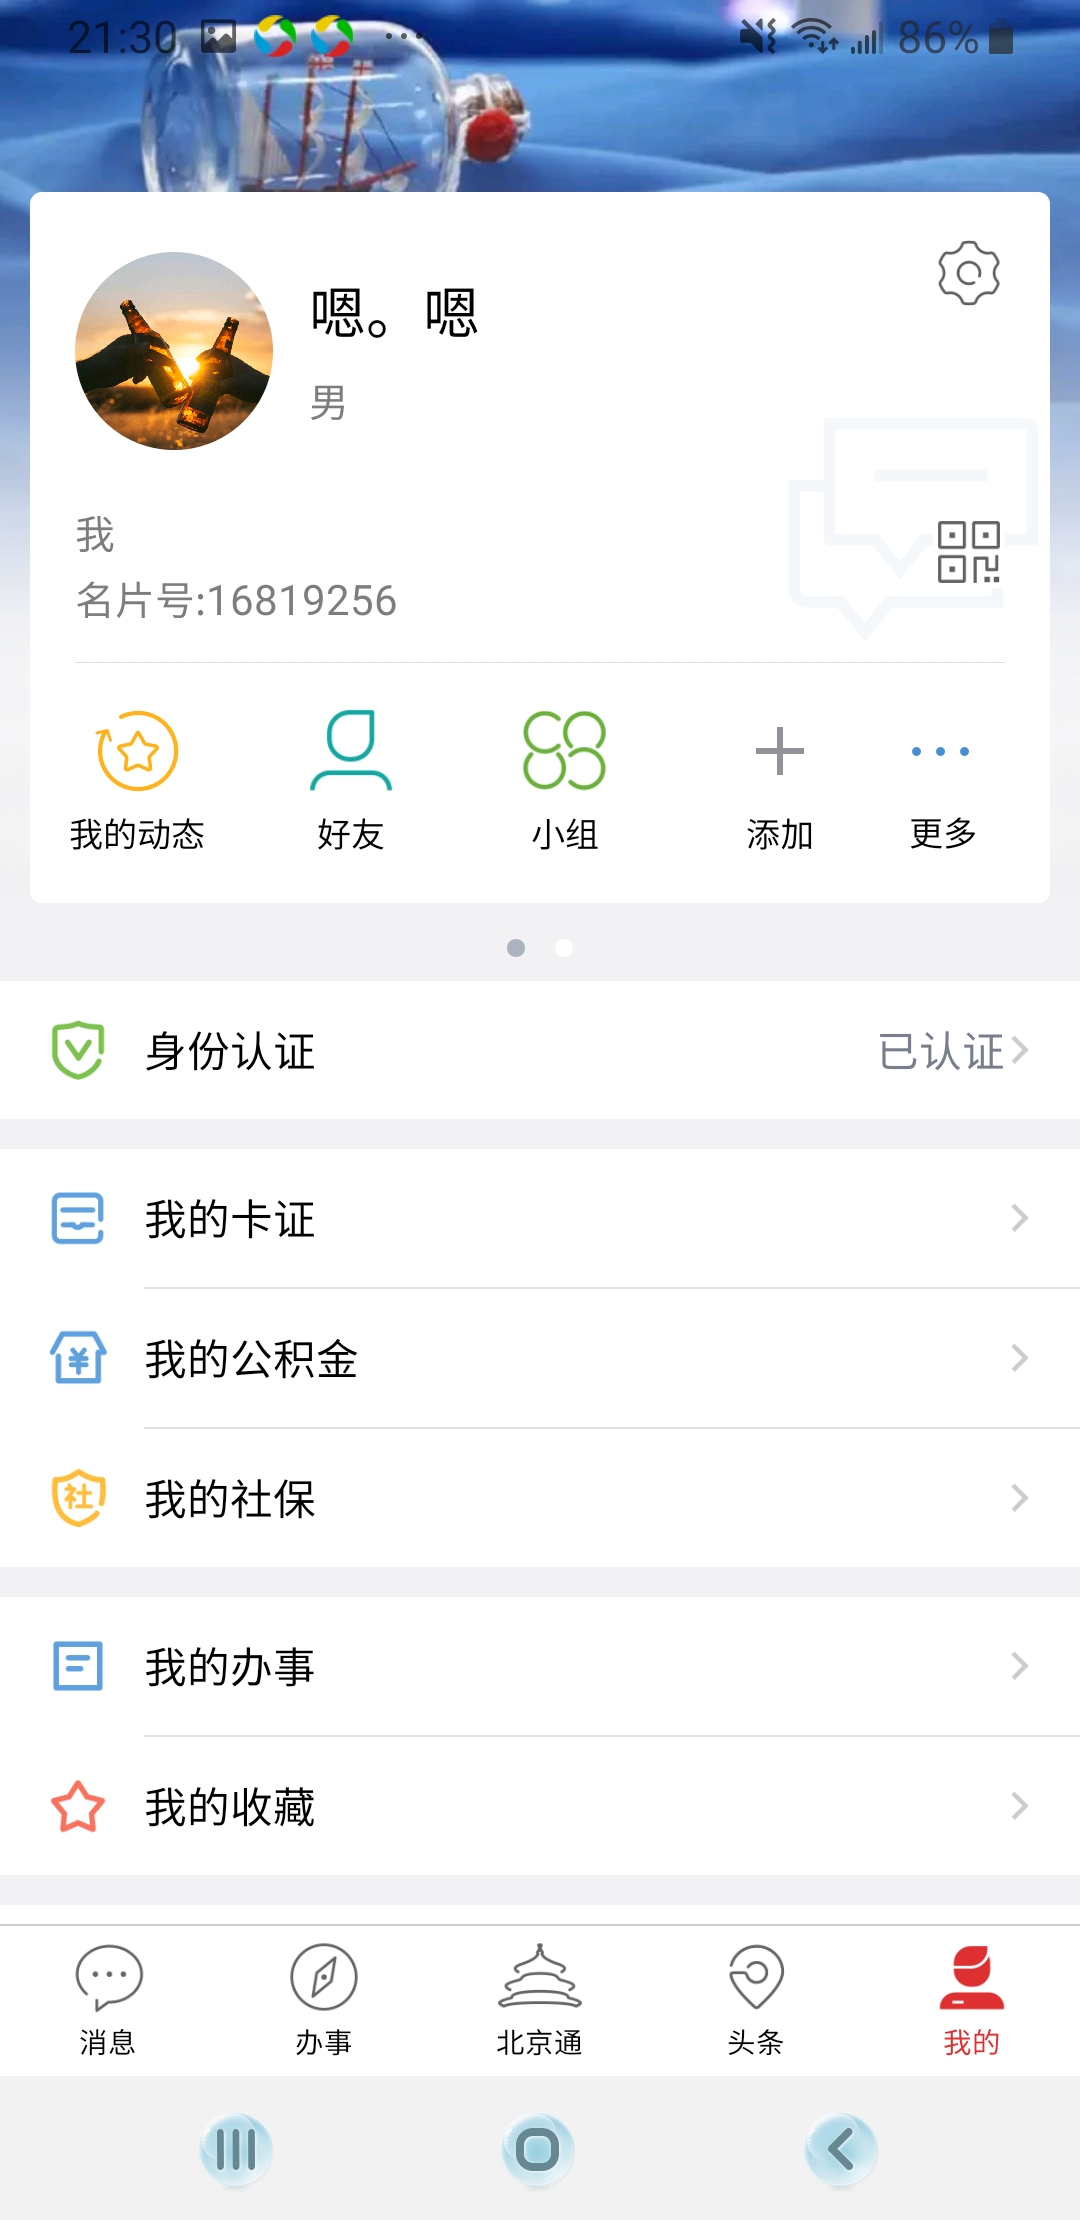 21:30
86%
嗯。嗯
男
我
名片号:16819256
我的动态
好友
小组
添加
更多
身份认证
已认证
我的卡证
我的公积金
社
我的社保
我的办事
我的收藏
消息
办事
北京通
头条
我的